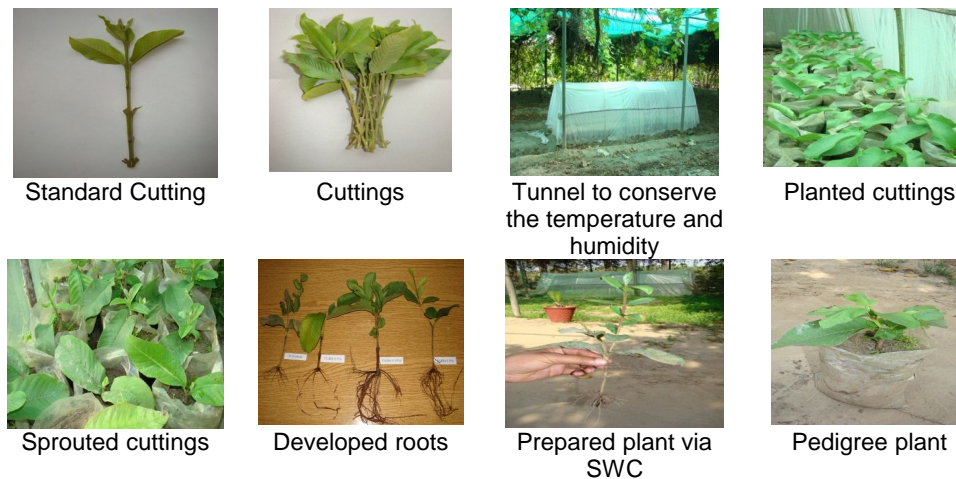 Standard Cutting
Cuttings
Tunnel to conserve
the temperature and
humidity
Planted cuttings
Sprouted cuttings
Developed roots
Prepared plant via
SWC
Pedigree plant